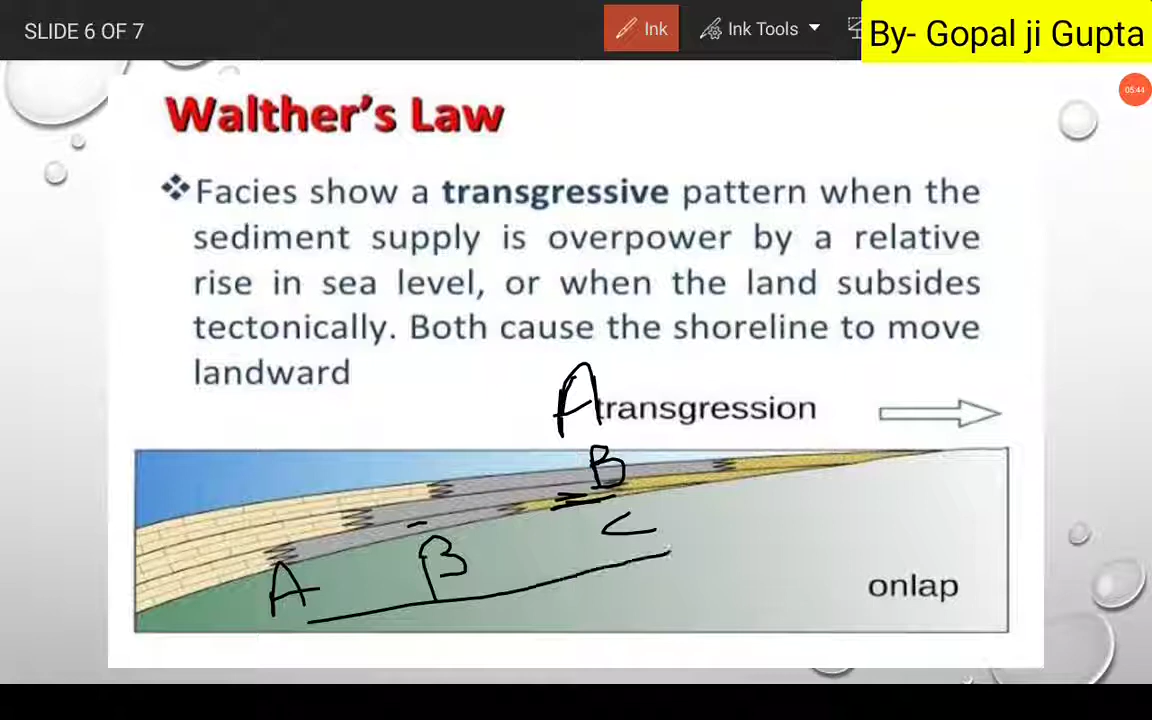 SLIDE 6 OF 7
Ink
Ink Tools
By- Gopal ji Gupta
05:44
Walther's Law
❖Facies show a transgressive pattern when the
sediment supply is overpower by a relative
rise in sea level, or when the land subsides
tectonically. Both cause the shoreline to move
landward
A
transgression
B
C
B
A
onlap